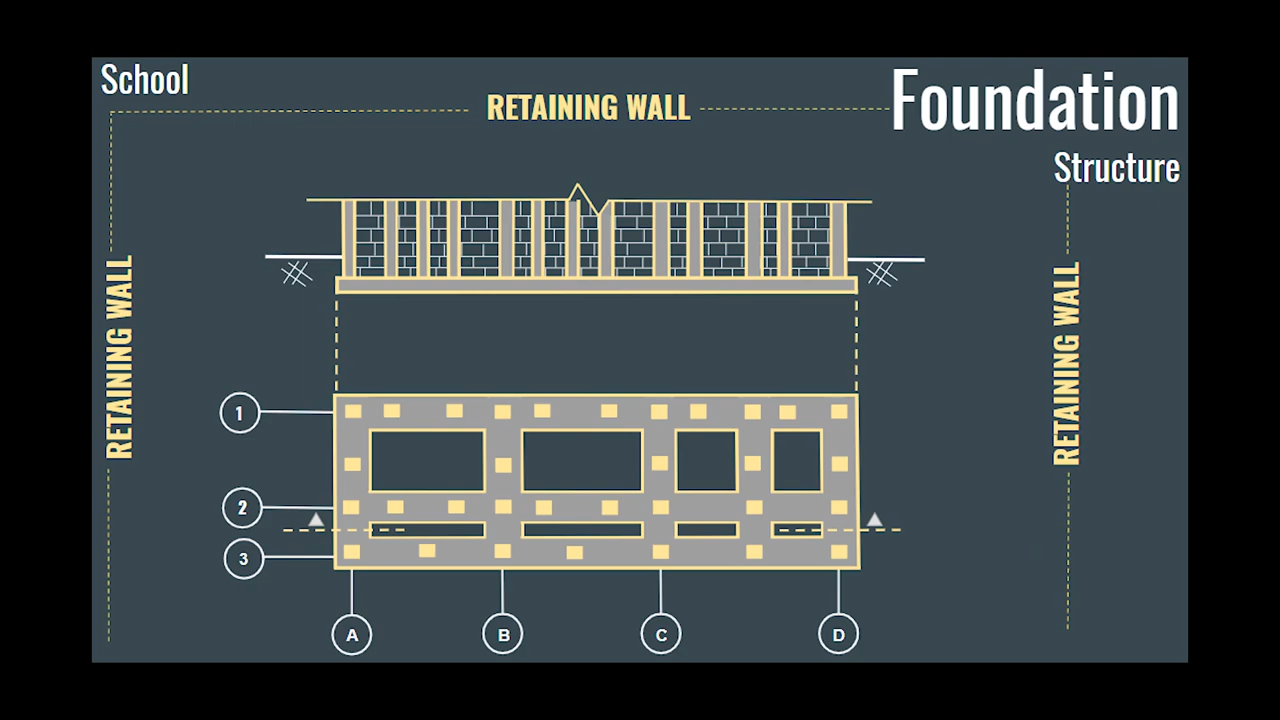 School
Foundation
Structure
RETAINING WALL
RETAINING WALL
RETAINING WALL
1
2
3
A
B
C
D